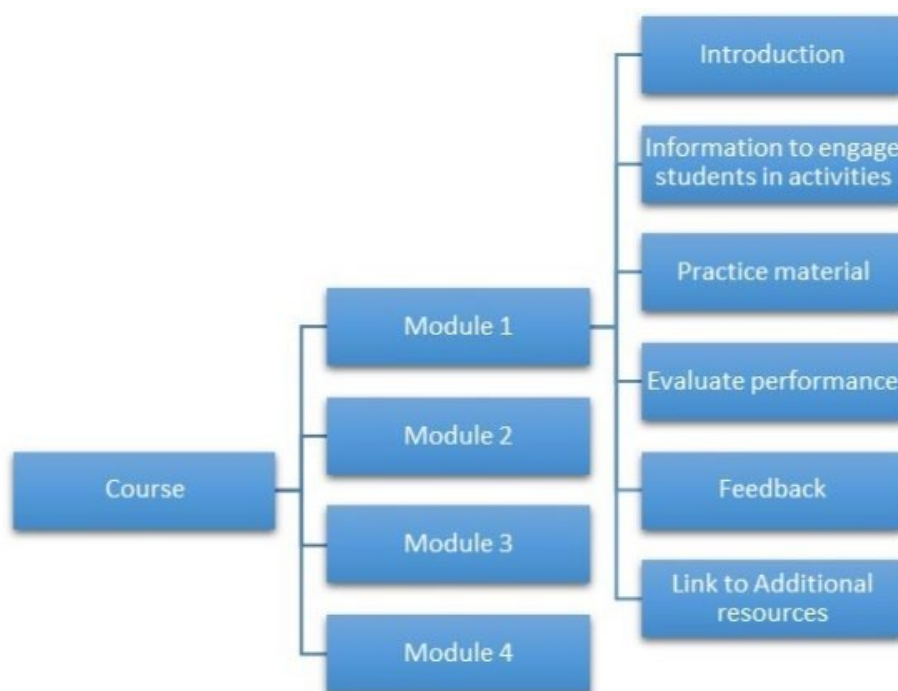 Course
Module 1
Module 2
Module 3
Module 4
Introduction
Information to engage
students in activities
Practice material
Evaluate performance
Feedback
Link to Additional
resources